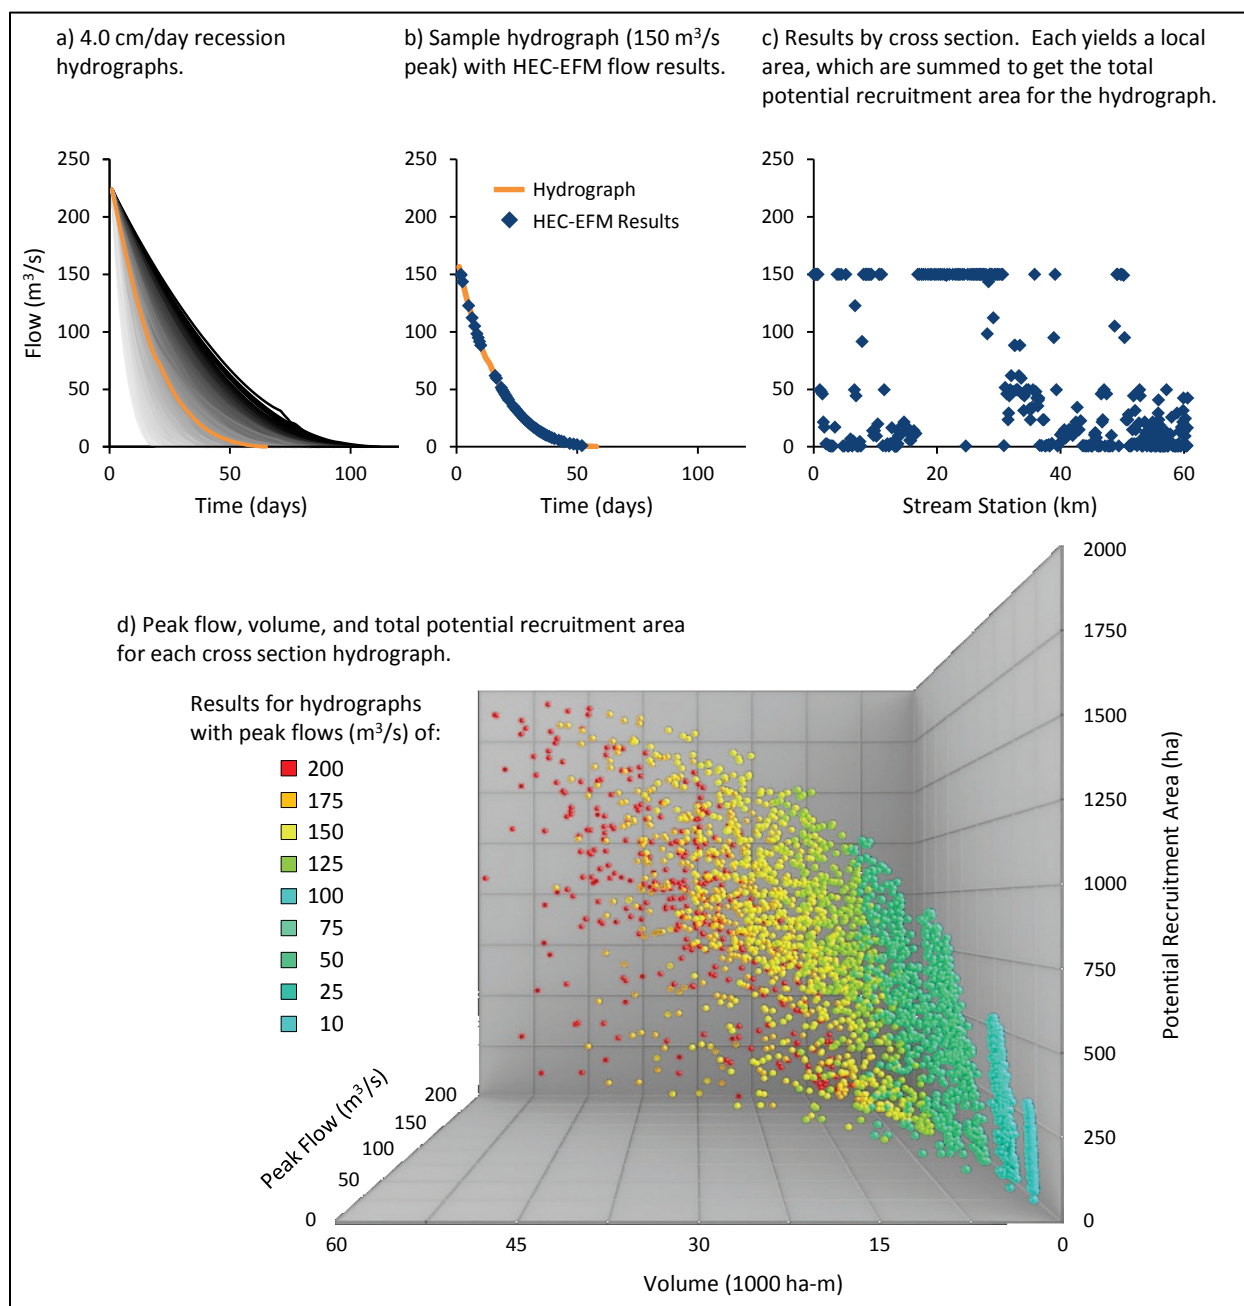 a) 4.0 cm/day recession
hydrographs.
b) Sample hydrograph (150 m³/s
peak) with HEC-EFM flow results.
c) Results by cross section.  Each yields a local
area, which are summed to get the total
potential recruitment area for the hydrograph.
Flow (m³/s)
250
200
150
100
50
0
0
50
100
Time (days)
250
200
150
100
50
0
Hydrograph
HEC-EFM Results
0
50
100
Time (days)
250
200
150
100
50
0
0
20
40
60
Stream Station (km)
d) Peak flow, volume, and total potential recruitment area
for each cross section hydrograph.
Results for hydrographs
with peak flows (m³/s) of:
200
175
150
125
100
75
50
25
10
Peak Flow (m³/s)
200
150
100
50
0
60
45
30
15
0
Volume (1000 ha-m)
2000
1750
1500
1250
1000
750
500
250
0
Potential Recruitment Area (ha)